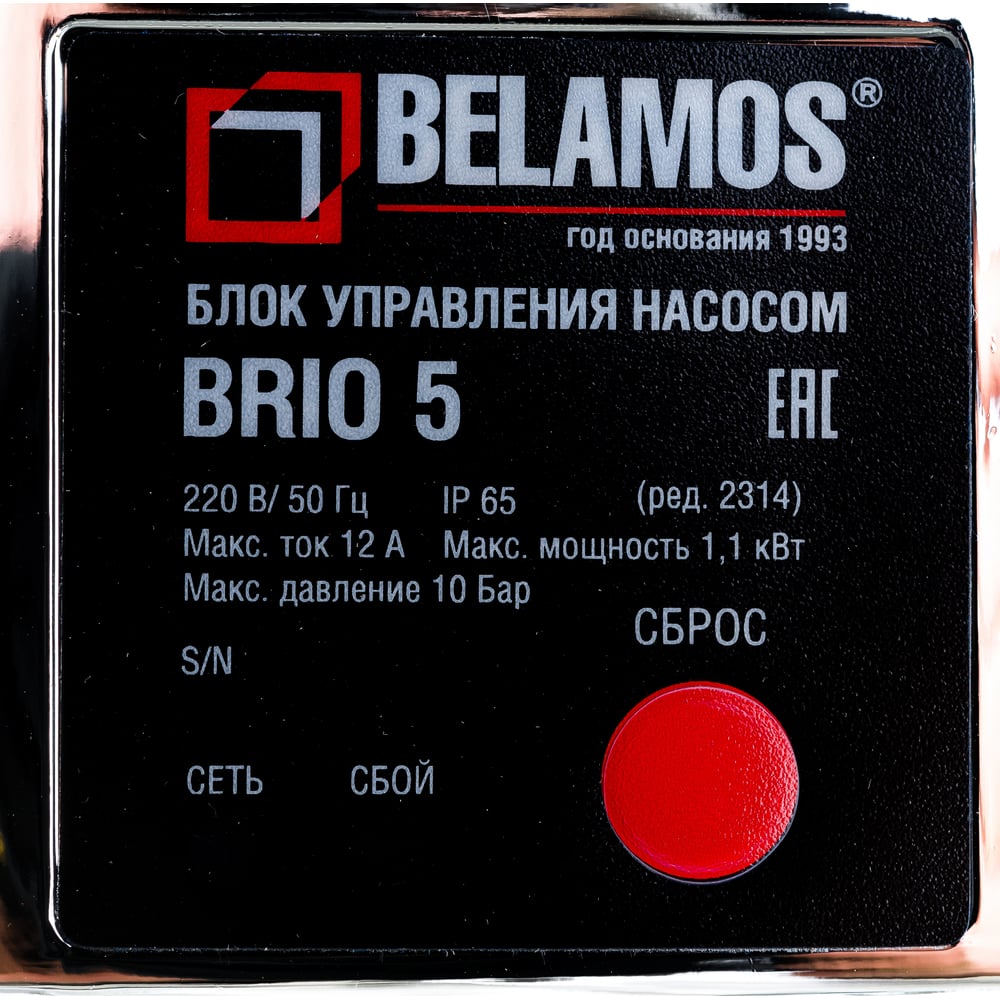 BELAMOS®
год основания 1993
БЛОК УПРАВЛЕНИЯ НАСОСОМ
BRIO 5 EAC
220 В/ 50 Гц IP 65 (ред. 2314)
Макс. ток 12 А Макс. мощность 1,1 кВт
Макс. давление 10 Бар
СБРОС
S/N
СЕТЬ СБОЙ